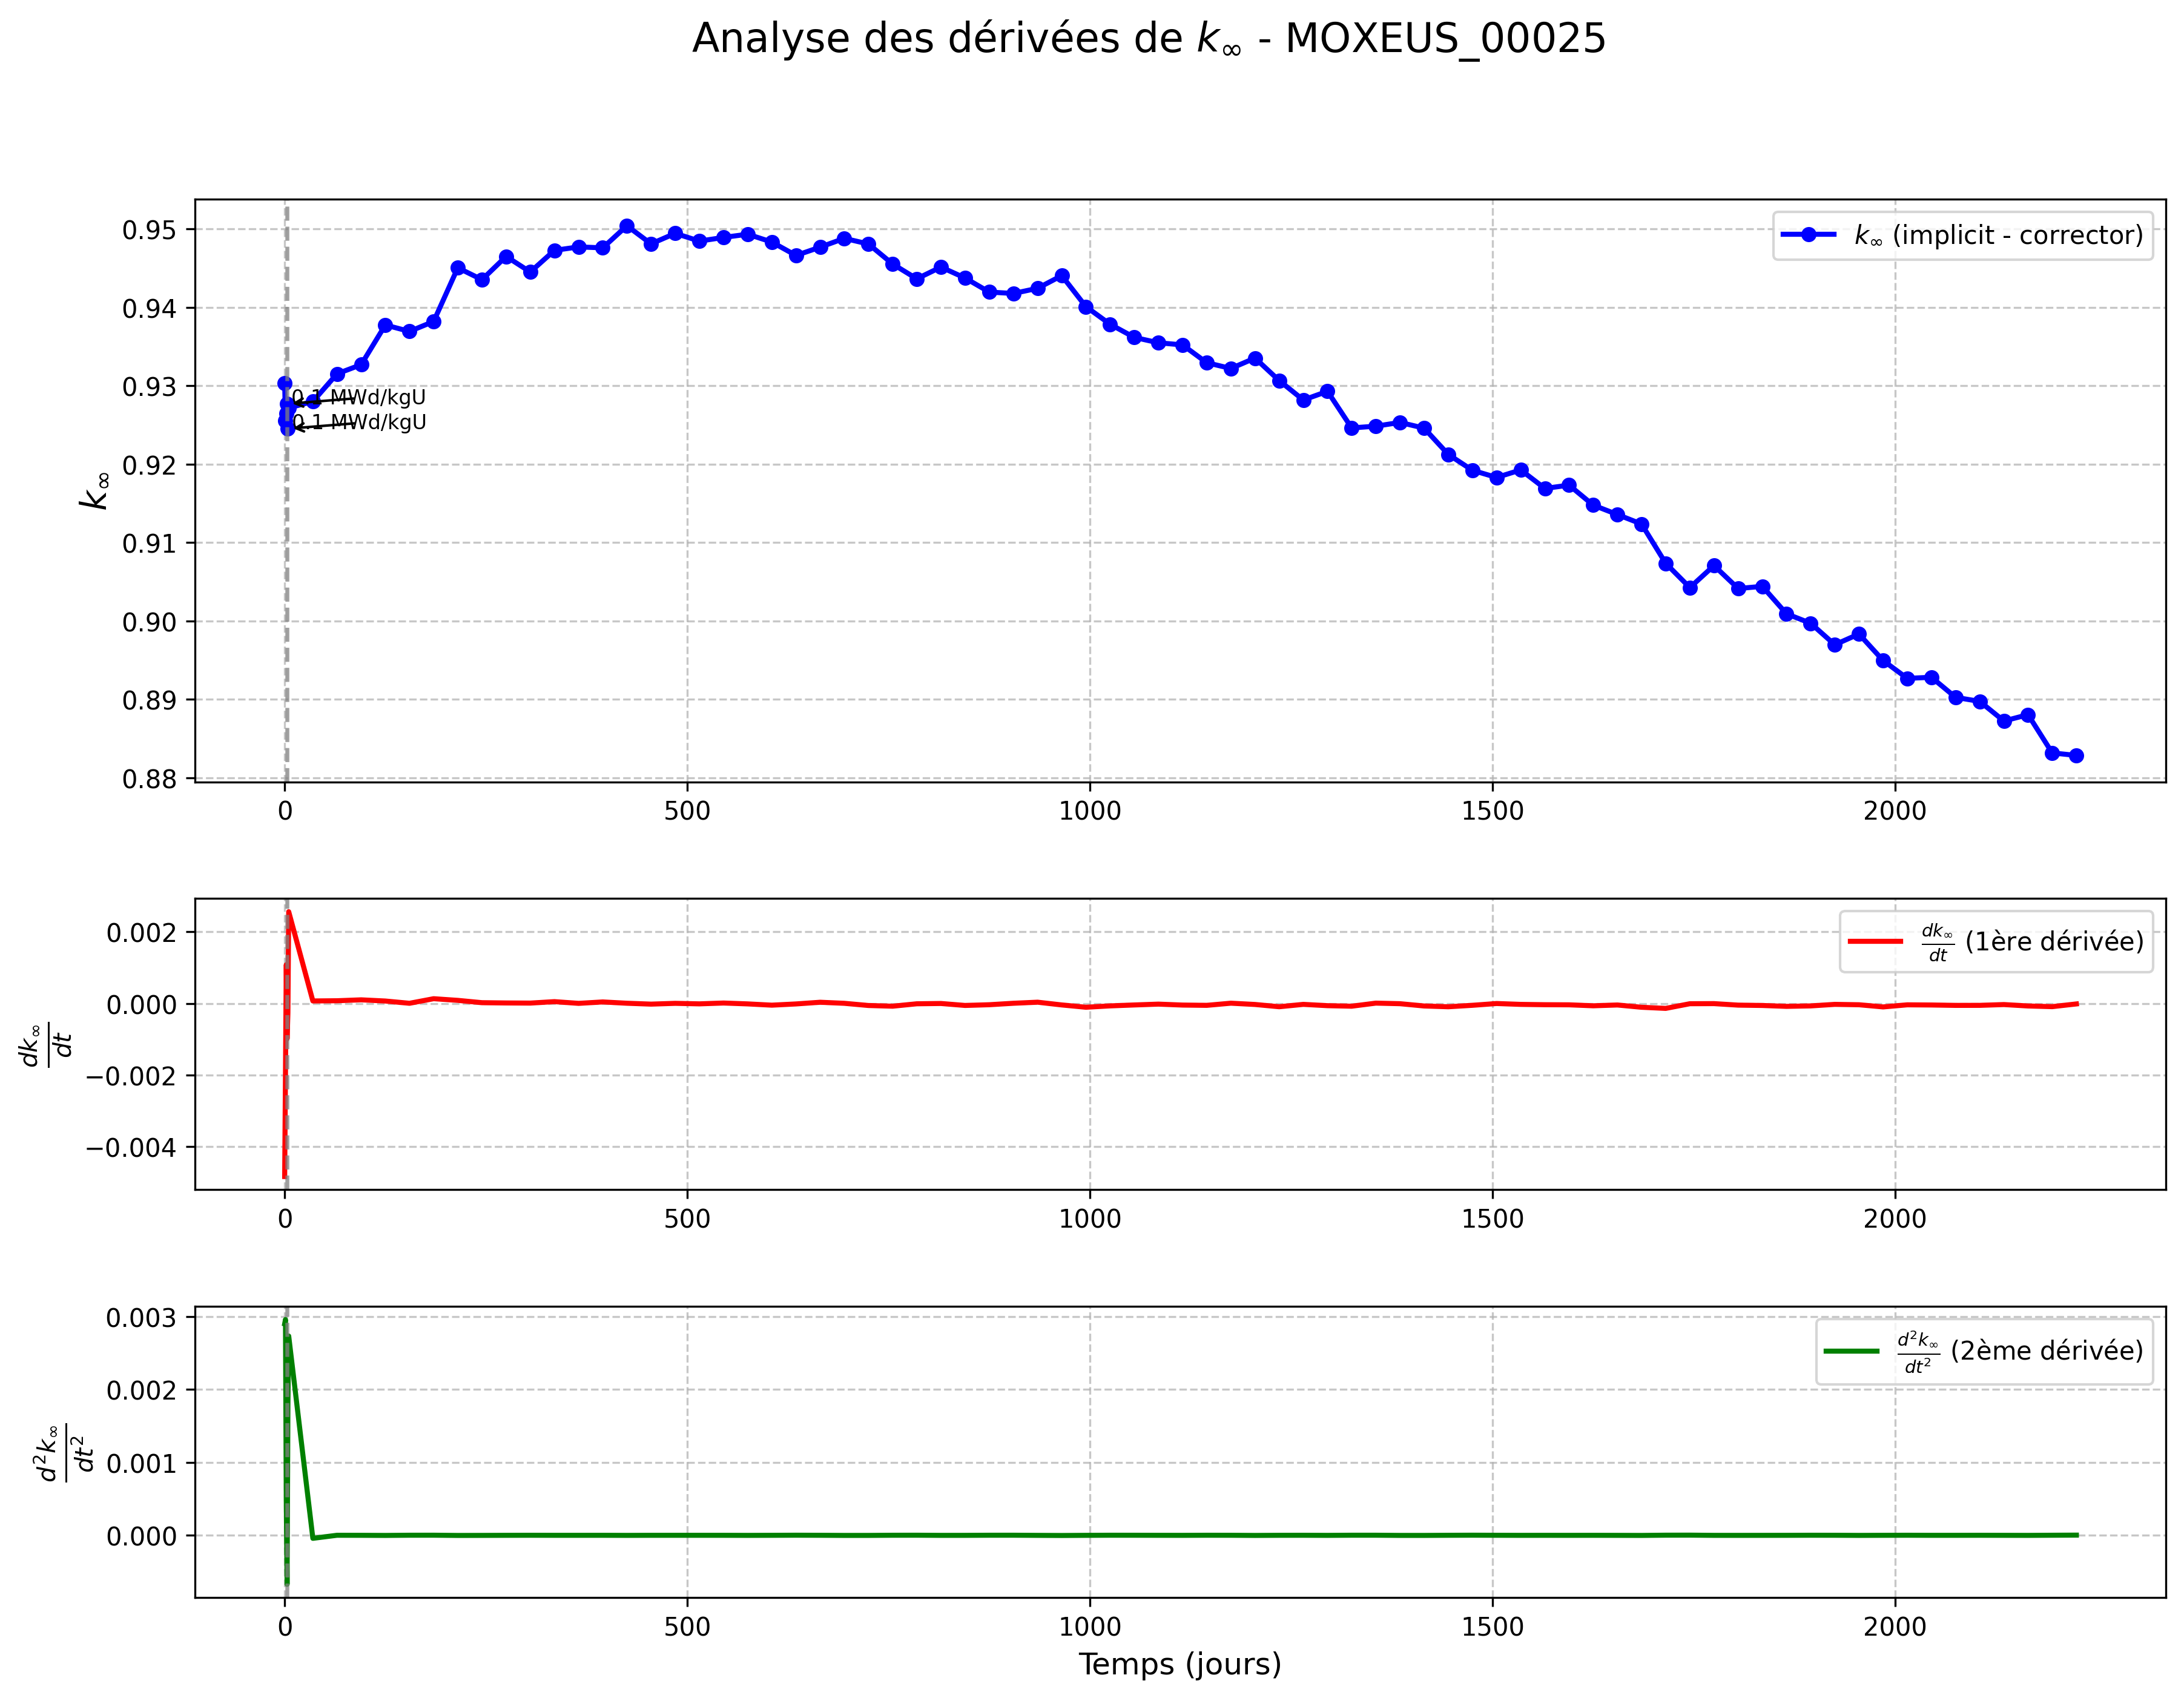 Analyse des dérivées de k∞ - MOXEUS_00025
k∞ (implicit - corrector)
0.95
0.94
0.93
0.92
0.91
0.90
0.89
0.88
k∞
0.1 MWd/kgU
0.1 MWd/kgU
0 500 1000 1500 2000
dk∞/dt (1ère dérivée)
0.002
0.000
−0.002
−0.004
dk∞/dt
0 500 1000 1500 2000
d²k∞/dt² (2ème dérivée)
0.003
0.002
0.001
0.000
d²k∞/dt²
0 500 1000 1500 2000
Temps (jours)